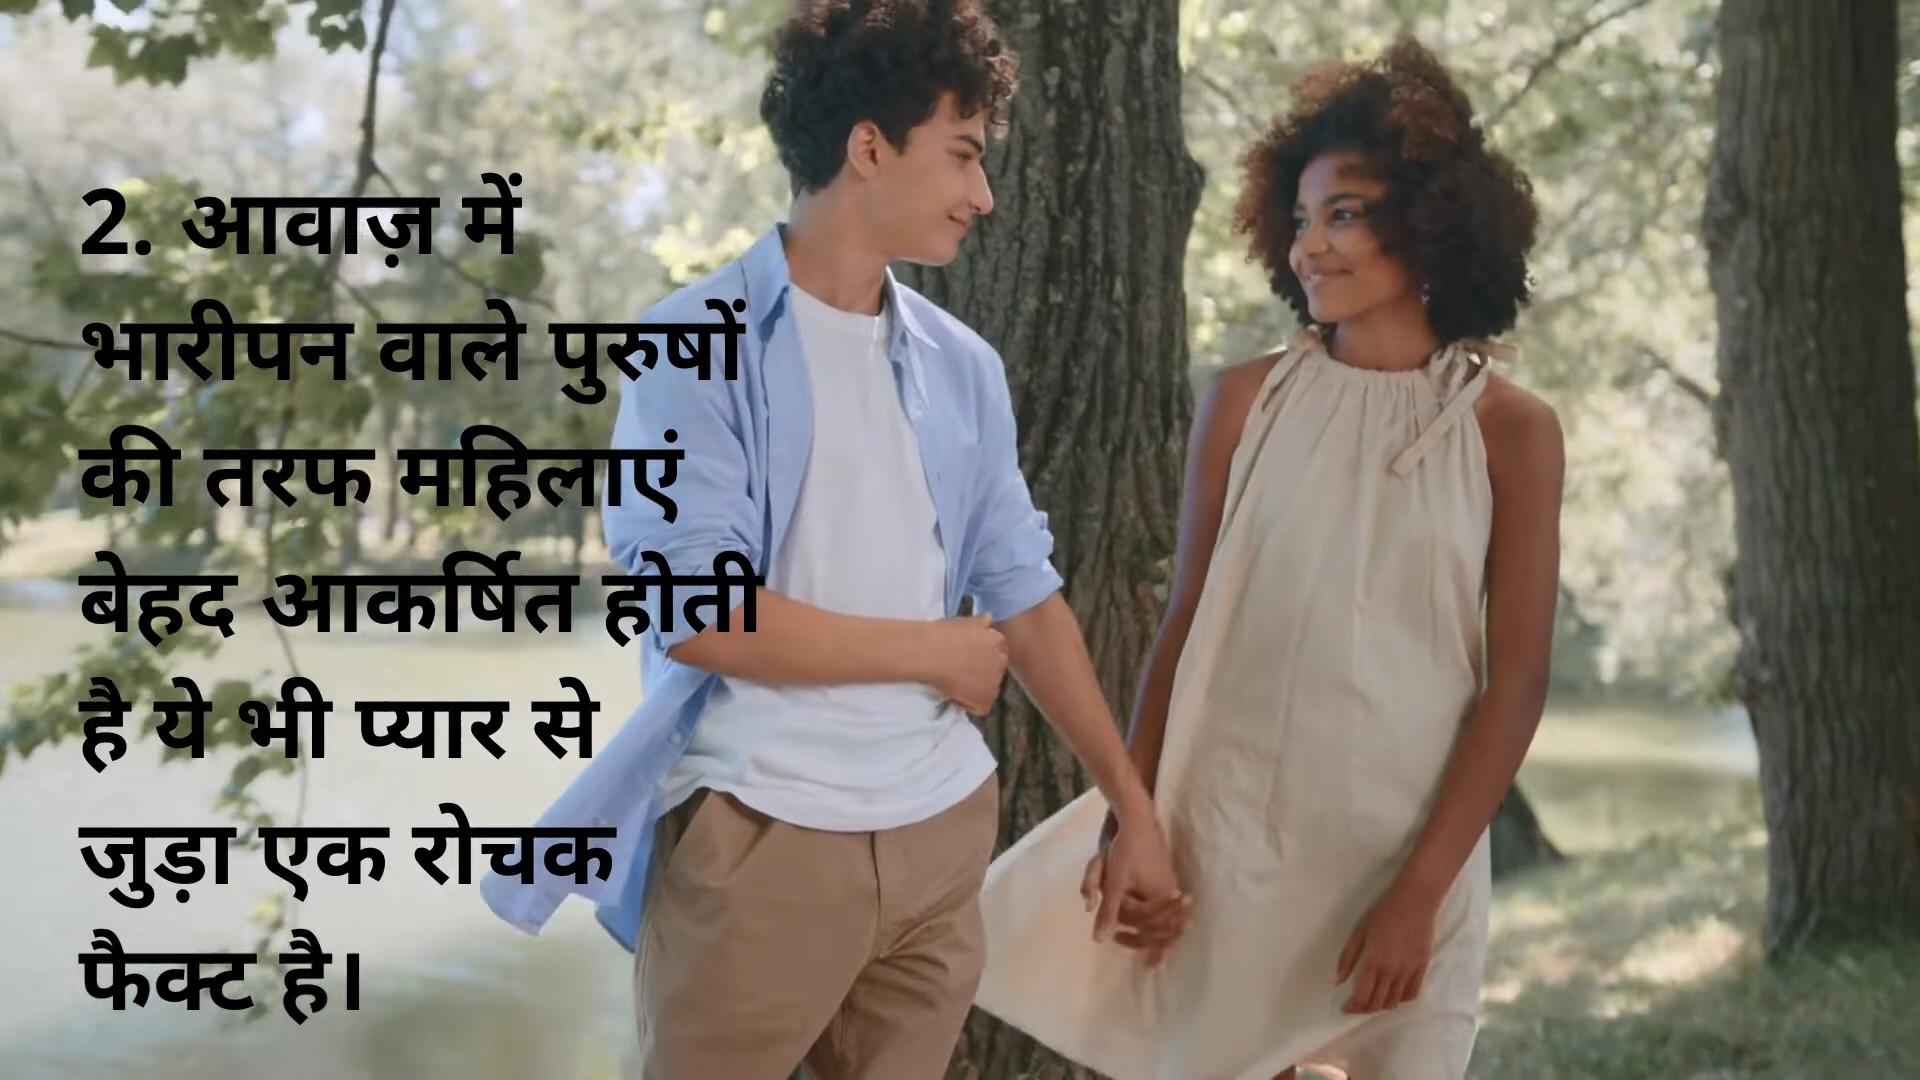 2. आवाज़ में
भारीपन वाले पुरुषों
की तरफ महिलाएं
बेहद आकर्षित होती
है ये भी प्यार से
जुड़ा एक रोचक
फैक्ट है।